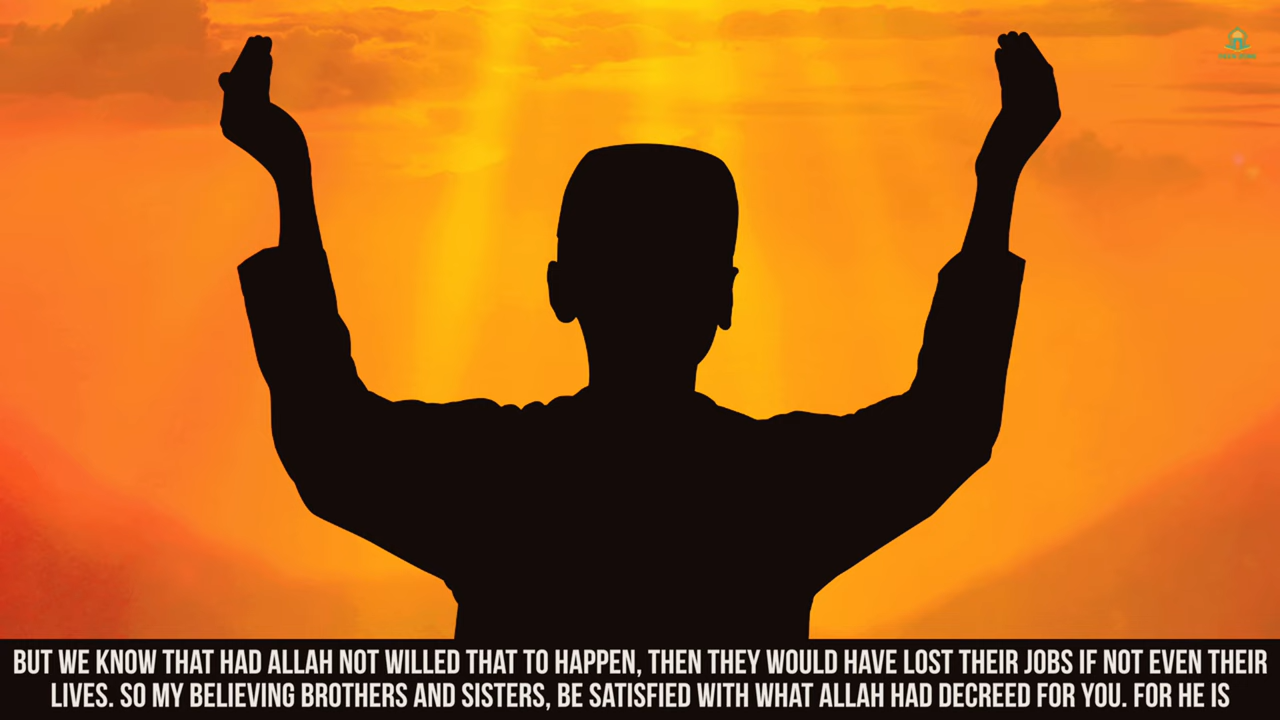 BUT WE KNOW THAT HAD ALLAH NOT WILLED THAT TO HAPPEN, THEN THEY WOULD HAVE LOST THEIR JOBS IF NOT EVEN THEIR
LIVES. SO MY BELIEVING BROTHERS AND SISTERS, BE SATISFIED WITH WHAT ALLAH HAD DECREED FOR YOU. FOR HE IS